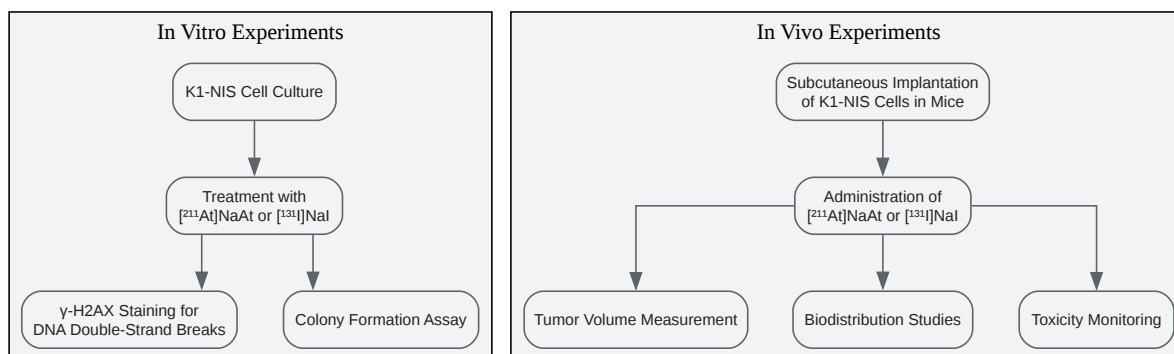 In Vitro Experiments
K1-NIS Cell Culture
Treatment with
[²¹¹At]NaAt or [¹³¹I]NaI
γ-H2AX Staining for
DNA Double-Strand Breaks
Colony Formation Assay
In Vivo Experiments
Subcutaneous Implantation
of K1-NIS Cells in Mice
Administration of
[²¹¹At]NaAt or [¹³¹I]NaI
Tumor Volume Measurement
Biodistribution Studies
Toxicity Monitoring